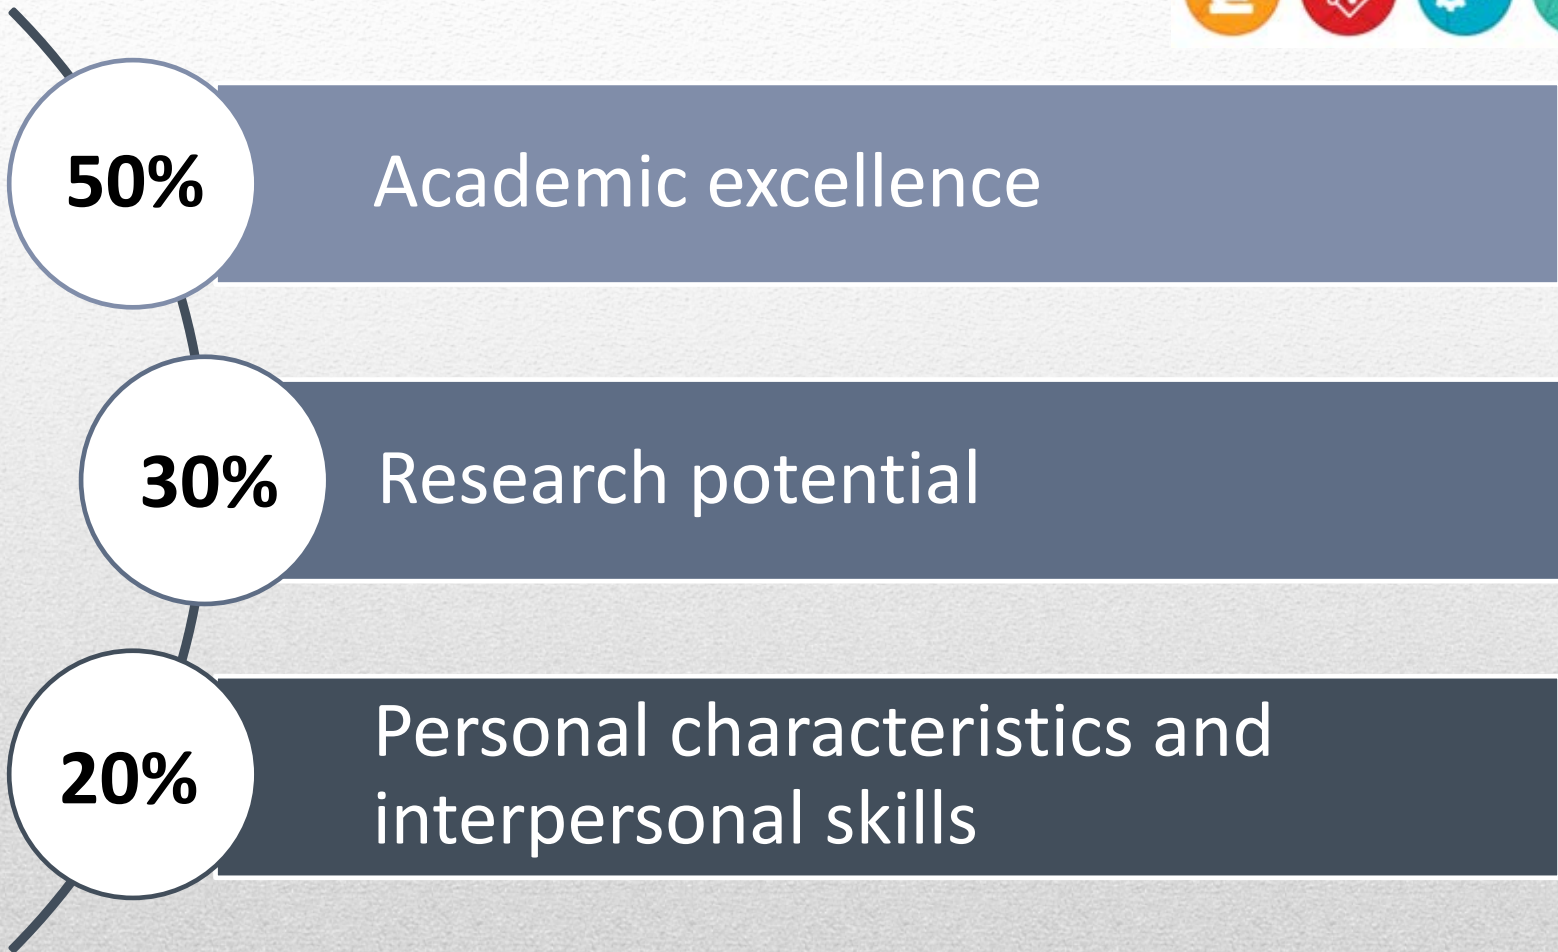 50%
Academic excellence
30%
Research potential
20%
Personal characteristics and
interpersonal skills